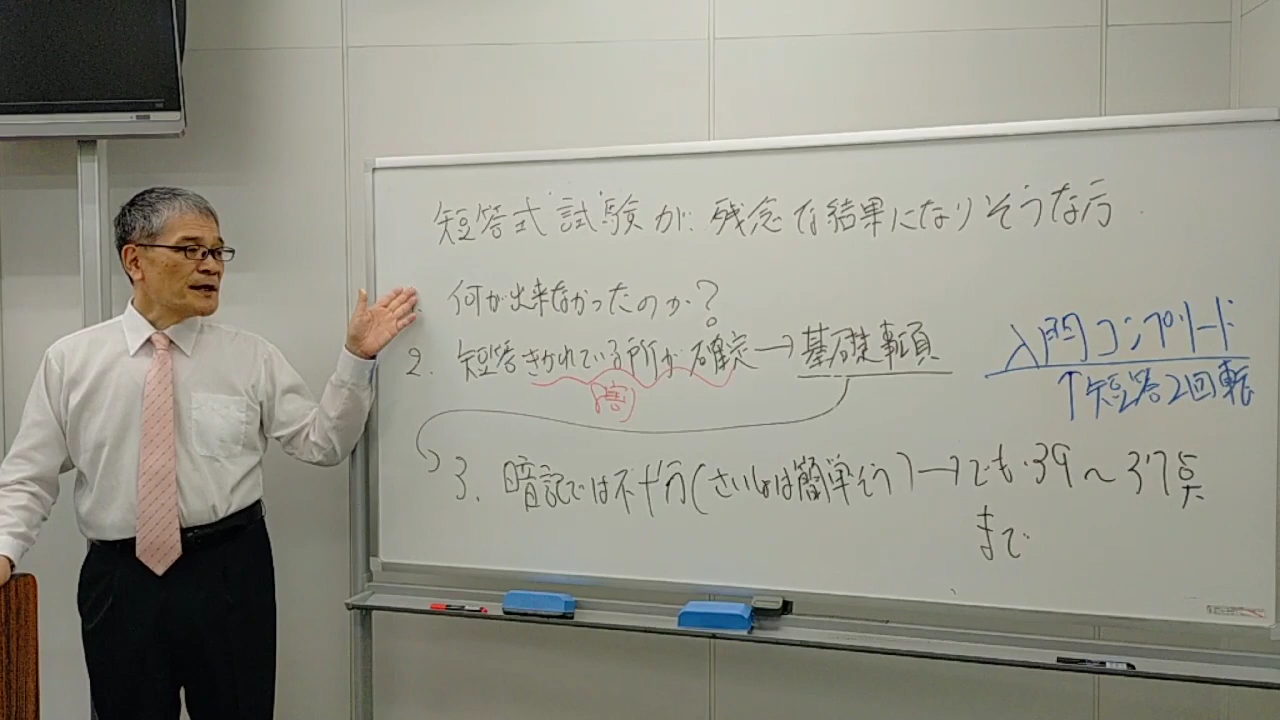 短答式試験が残念な結果になりそうな方
何が出来なかったのか？
2. 短答きかれている所が確定→基礎事項
3. 暗記では不十分(さいしょは簡単そう)→でも39〜37点
まで
入門コンプリート
↑短答2回転